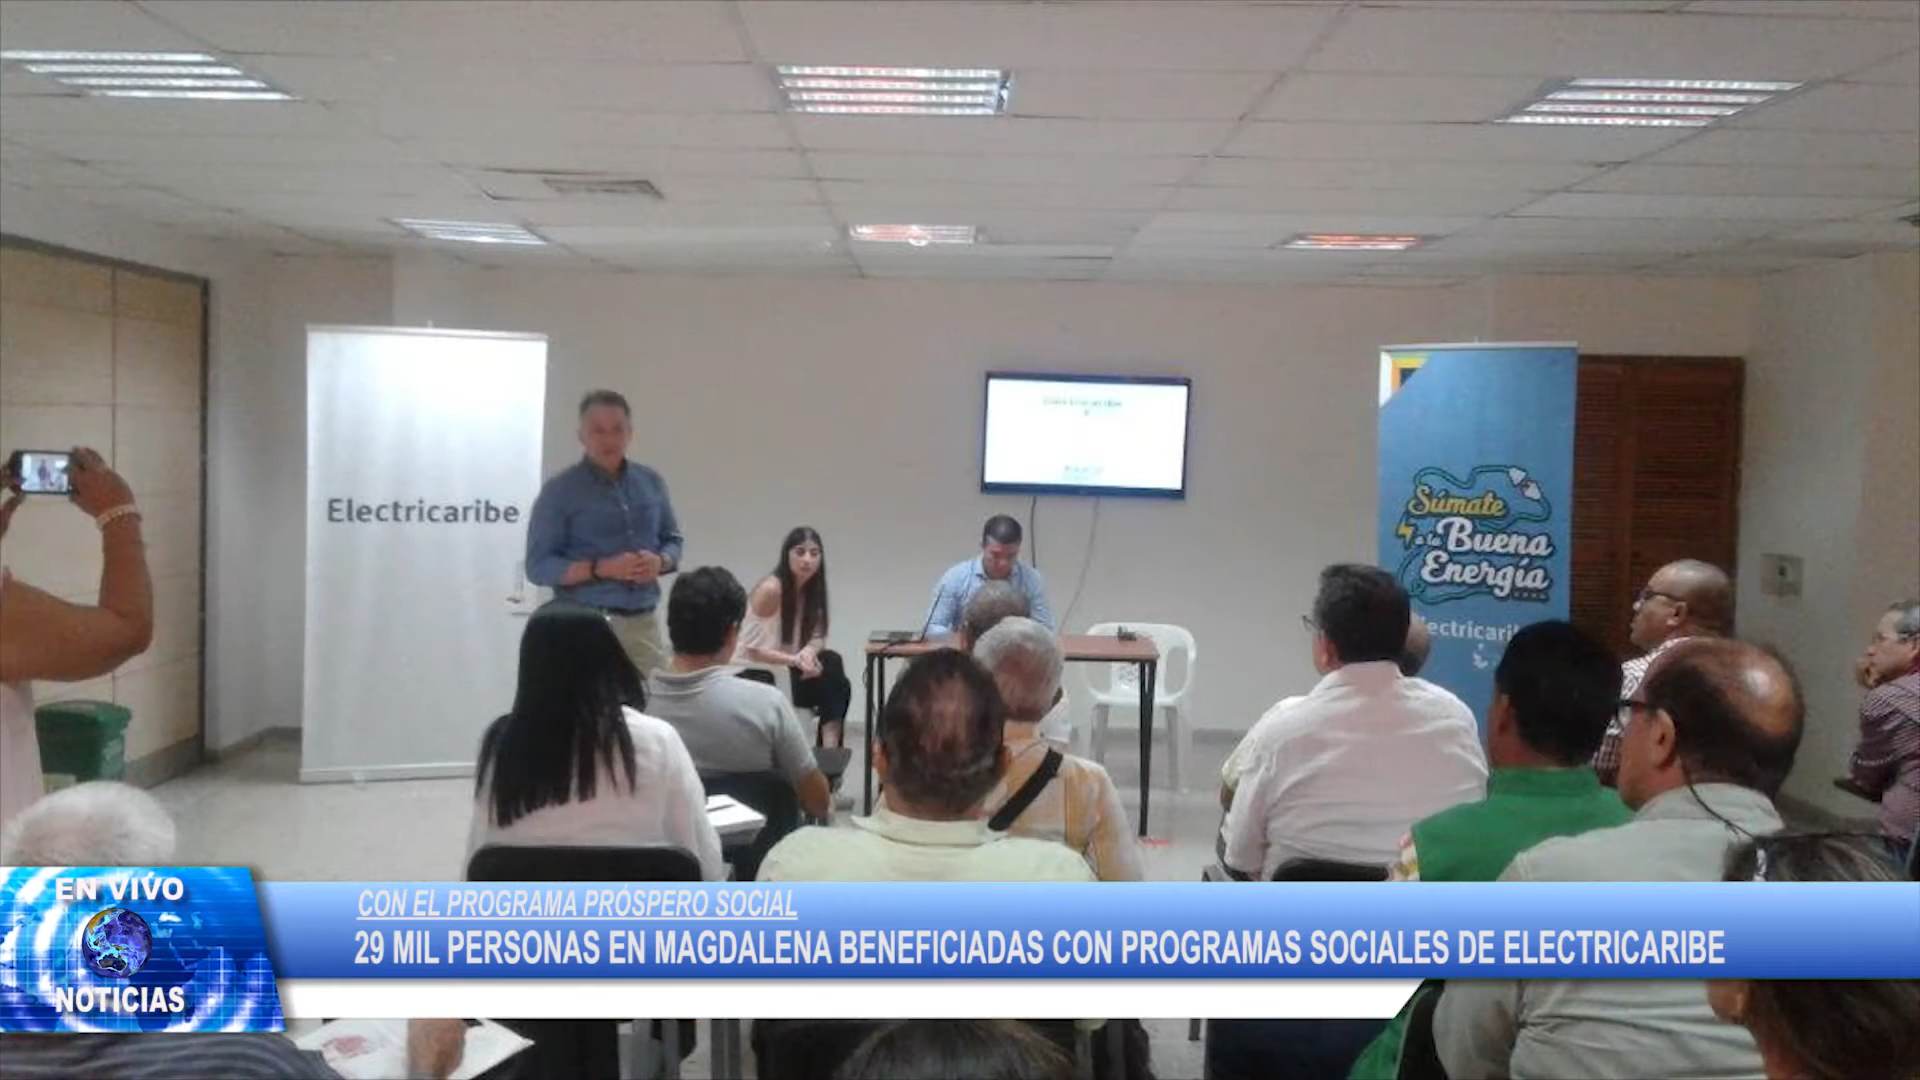 Electricaribe
Súmate
a la
Buena
Energía
EN VIVO
NOTICIAS
CON EL PROGRAMA PRÓSPERO SOCIAL
29 MIL PERSONAS EN MAGDALENA BENEFICIADAS CON PROGRAMAS SOCIALES DE ELECTRICARIBE